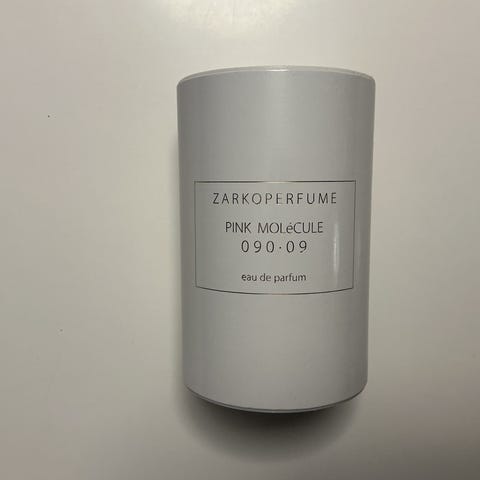 ZARKOPERFUME
PINK MOLéCULE
090·09
eau de parfum